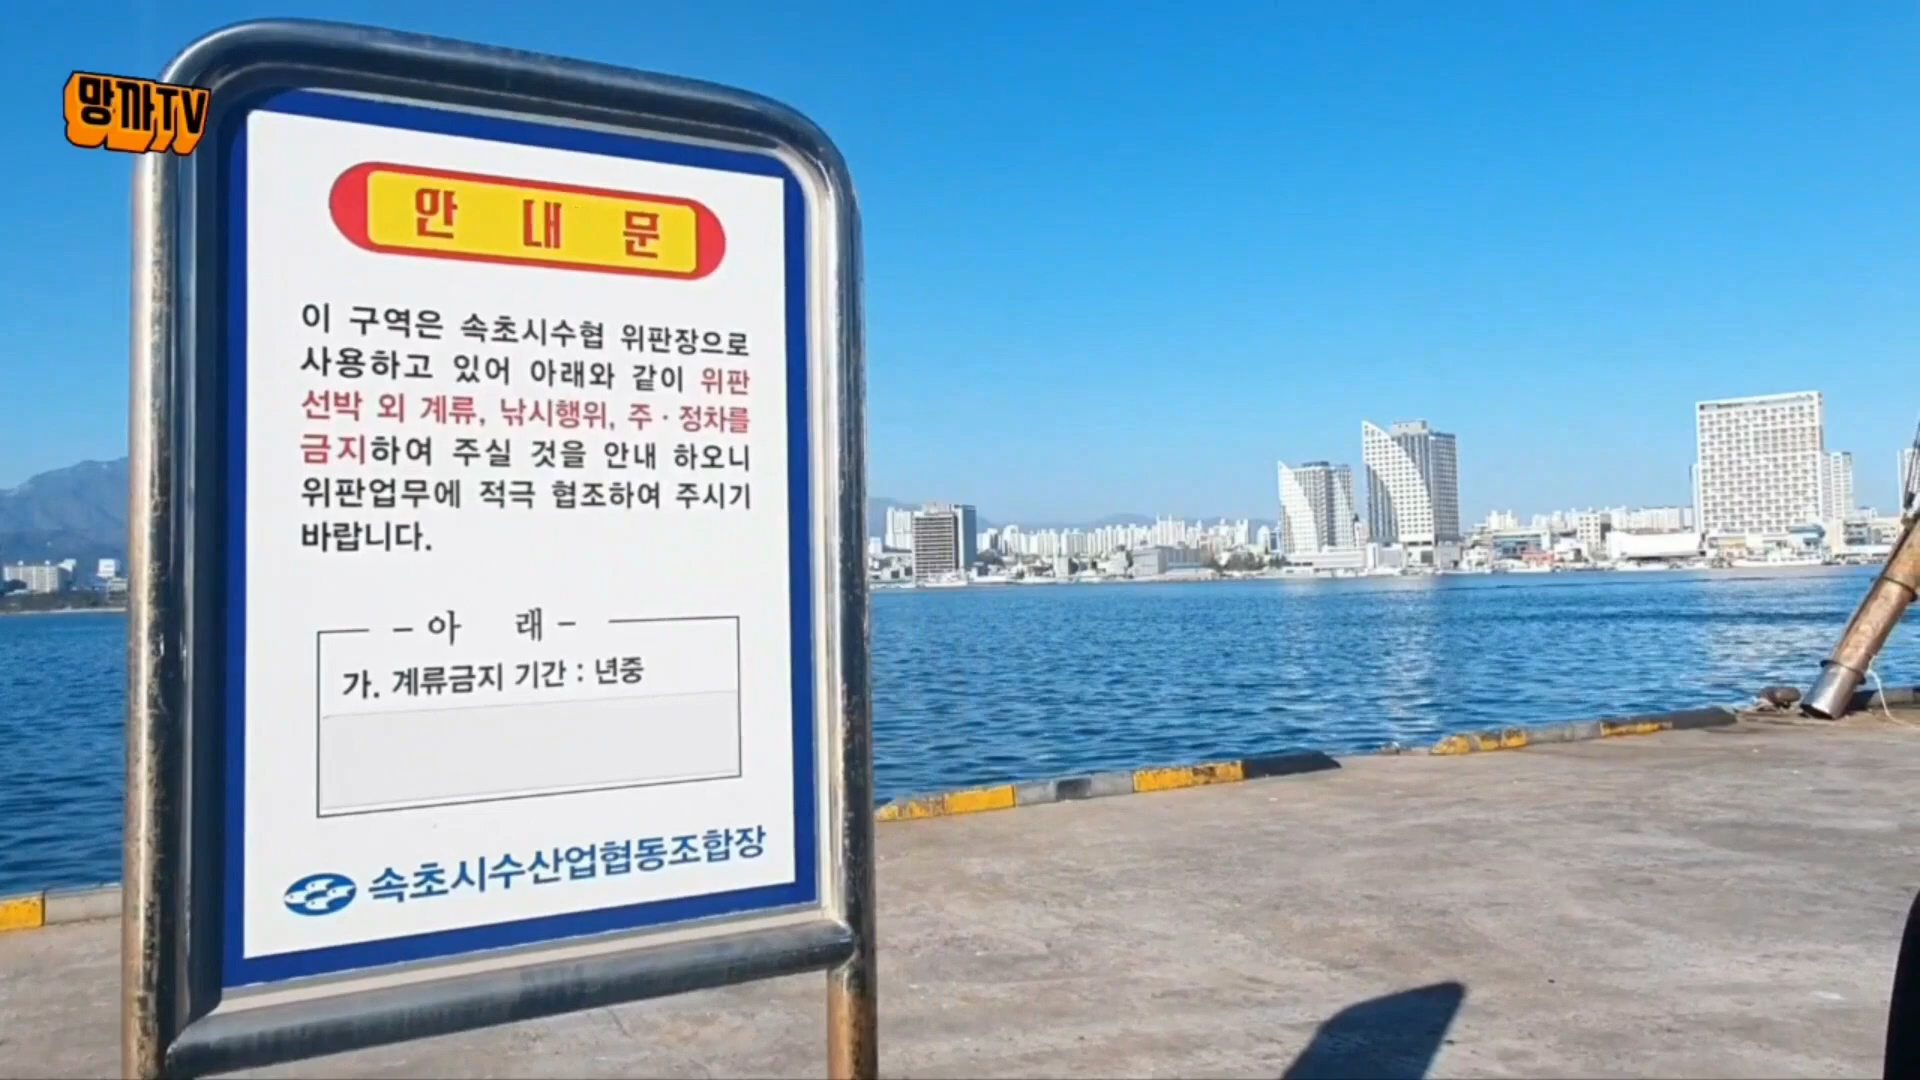 망까TV
안 내 문
이 구역은 속초시수협 위판장으로
사용하고 있어 아래와 같이 위판
선박 외 계류, 낚시행위, 주·정차를
금지하여 주실 것을 안내 하오니
위판업무에 적극 협조하여 주시기
바랍니다.
- 아 래 -
가. 계류금지 기간 : 년중
속초시수산업협동조합장